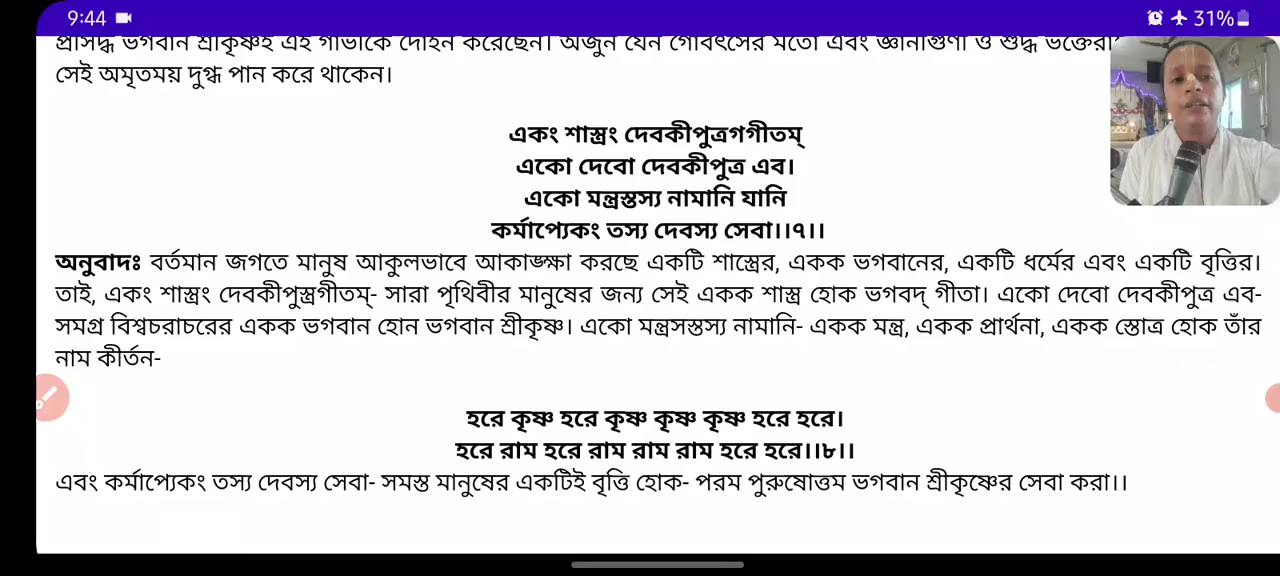 9:44
31%
প্রসিদ্ধ ভগবান শ্রীকৃষ্ণই এই গাভীকে দোহন করেছেন। অর্জুন যেন গোবৎসের মতো এবং জ্ঞানীগুণী ও শুদ্ধ ভক্তেরা
সেই অমৃতময় দুগ্ধ পান করে থাকেন।
একং শাস্ত্রং দেবকীপুত্রগগীতম্
একো দেবো দেবকীপুত্র এব।
একো মন্ত্রস্তস্য নামানি যানি
কর্মাপ্যেকং তস্য দেবস্য সেবা।।৭।।
অনুবাদঃ বর্তমান জগতে মানুষ আকুলভাবে আকাঙ্ক্ষা করছে একটি শাস্ত্রের, একক ভগবানের, একটি ধর্মের এবং একটি বৃত্তির।
তাই, একং শাস্ত্রং দেবকীপুস্ত্রগীতম্- সারা পৃথিবীর মানুষের জন্য সেই একক শাস্ত্র হোক ভগবদ্ গীতা। একো দেবো দেবকীপুত্র এব-
সমগ্র বিশ্বচরাচরের একক ভগবান হোন ভগবান শ্রীকৃষ্ণ। একো মন্ত্রসস্তস্য নামানি- একক মন্ত্র, একক প্রার্থনা, একক স্তোত্র হোক তাঁর
নাম কীর্তন-
হরে কৃষ্ণ হরে কৃষ্ণ কৃষ্ণ কৃষ্ণ হরে হরে।
হরে রাম হরে রাম রাম রাম হরে হরে।।৮।।
এবং কর্মাপ্যেকং তস্য দেবস্য সেবা- সমস্ত মানুষের একটিই বৃত্তি হোক- পরম পুরুষোত্তম ভগবান শ্রীকৃষ্ণের সেবা করা।।